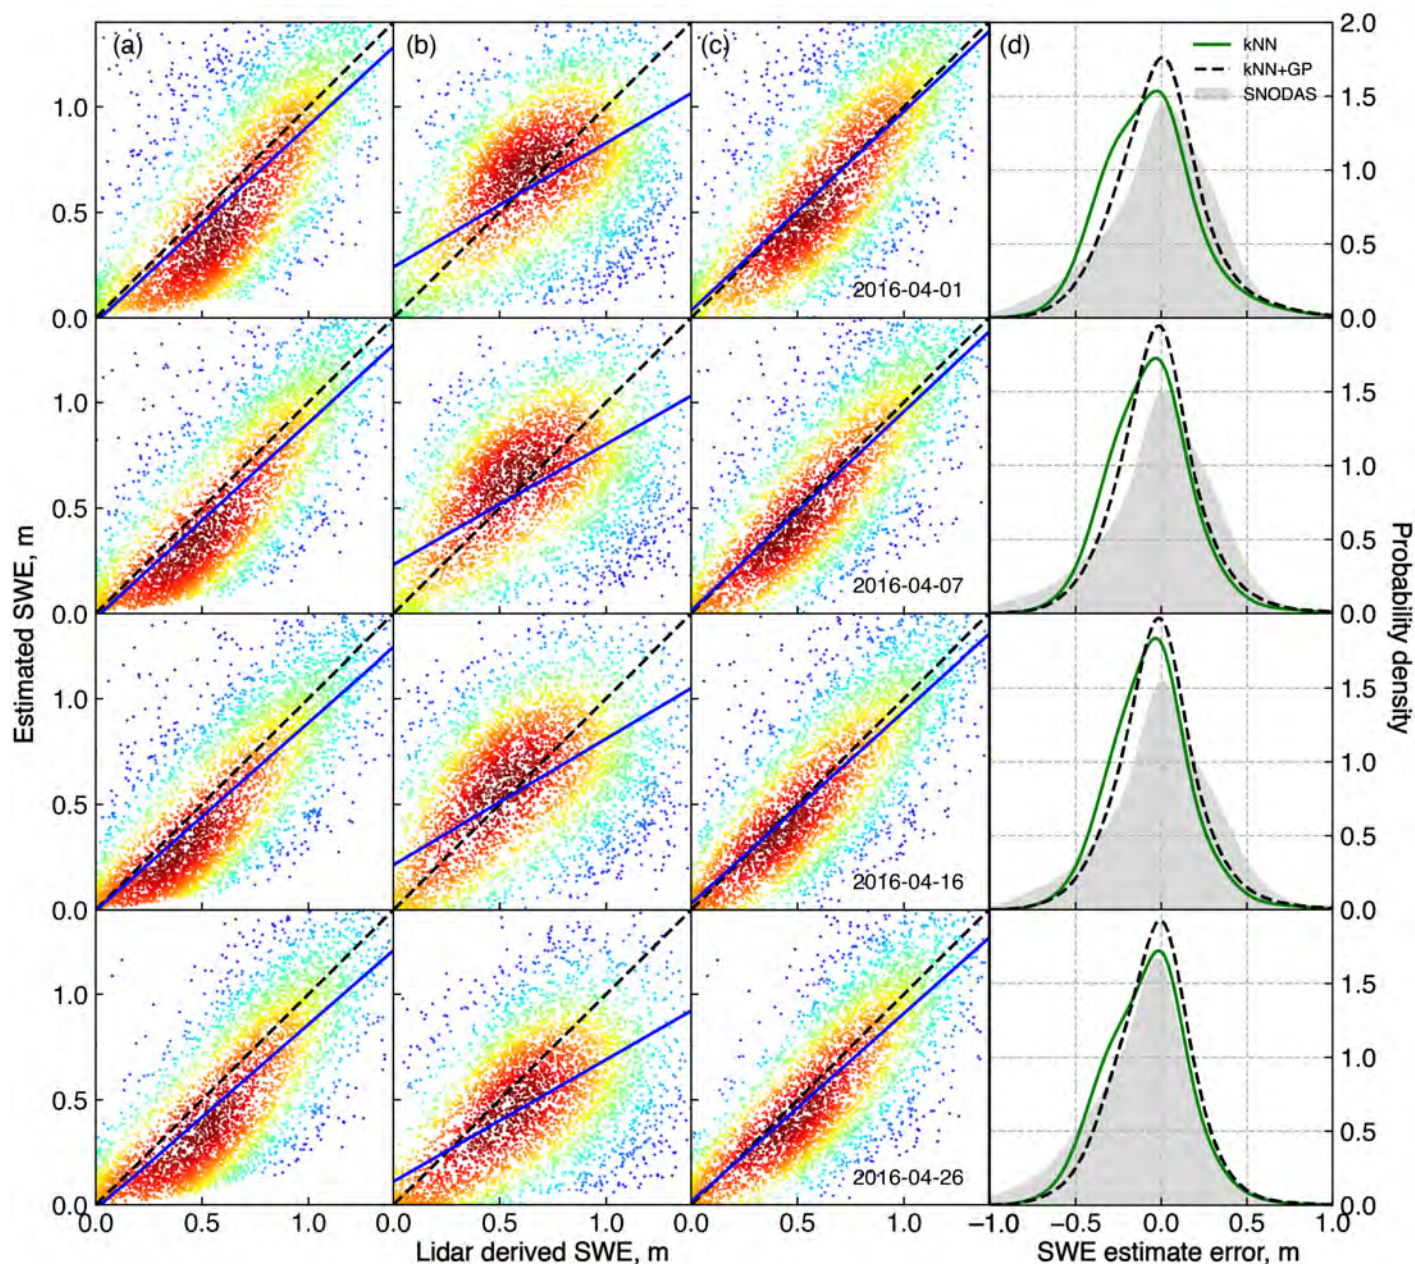 (a)
(b)
(c)
(d)
kNN
kNN+GP
SNODAS
2.0
1.5
1.0
0.5
0.0
1.0
0.5
0.0
2016-04-01
1.5
1.0
0.5
0.0
1.0
0.5
0.0
2016-04-07
1.5
1.0
0.5
0.0
1.0
0.5
0.0
2016-04-16
1.5
1.0
0.5
0.0
1.0
0.5
0.0
2016-04-26
Estimated SWE, m
Probability density
0.0 0.5 1.0 0.0 0.5 1.0 0.0 0.5 1.0 −1.0 −0.5 0.0 0.5 1.0
Lidar derived SWE, m
SWE estimate error, m